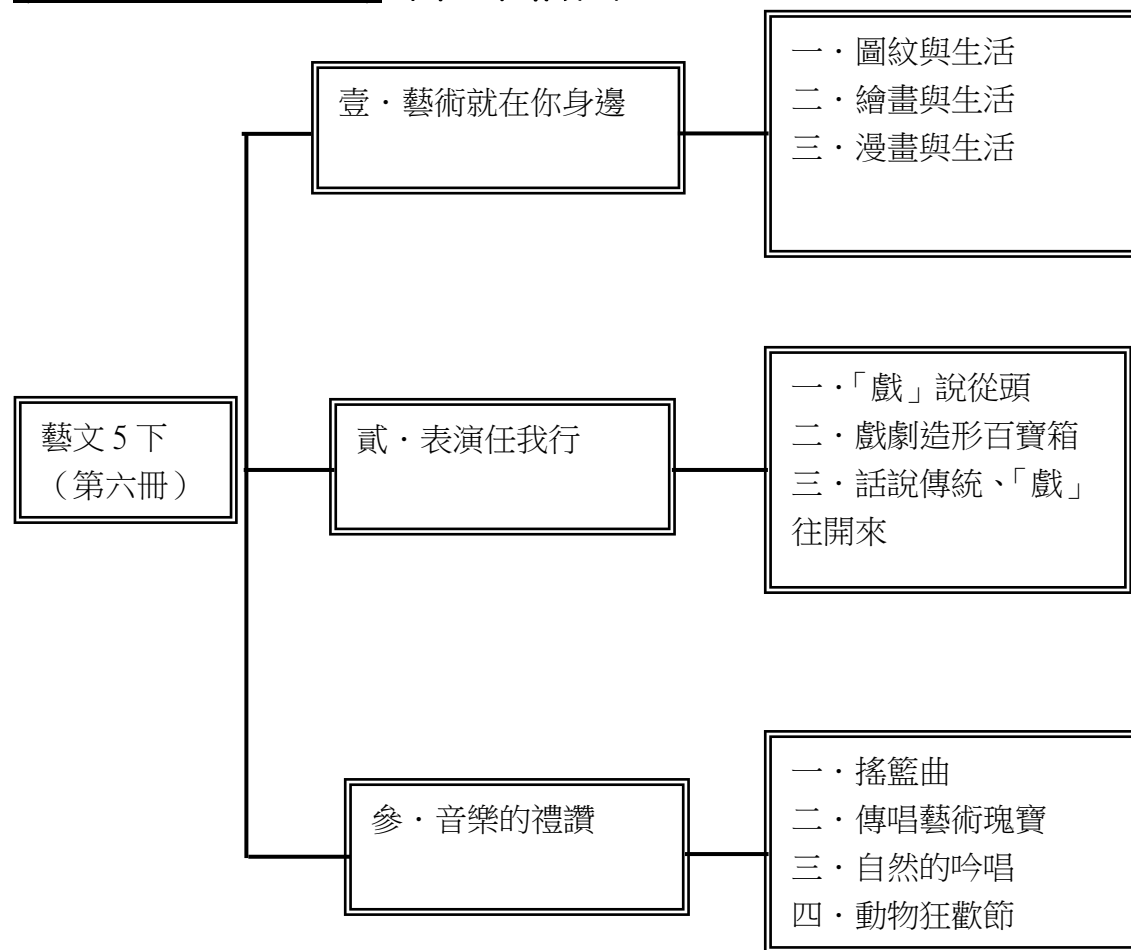 壹．藝術就在你身邊
一．圖紋與生活
二．繪畫與生活
三．漫畫與生活
藝文 5 下
（第六冊）
貳．表演任我行
一．「戲」說從頭
二．戲劇造形百寶箱
三．話說傳統、「戲」
往開來
參．音樂的禮讚
一．搖籃曲
二．傳唱藝術瑰寶
三．自然的吟唱
四．動物狂歡節